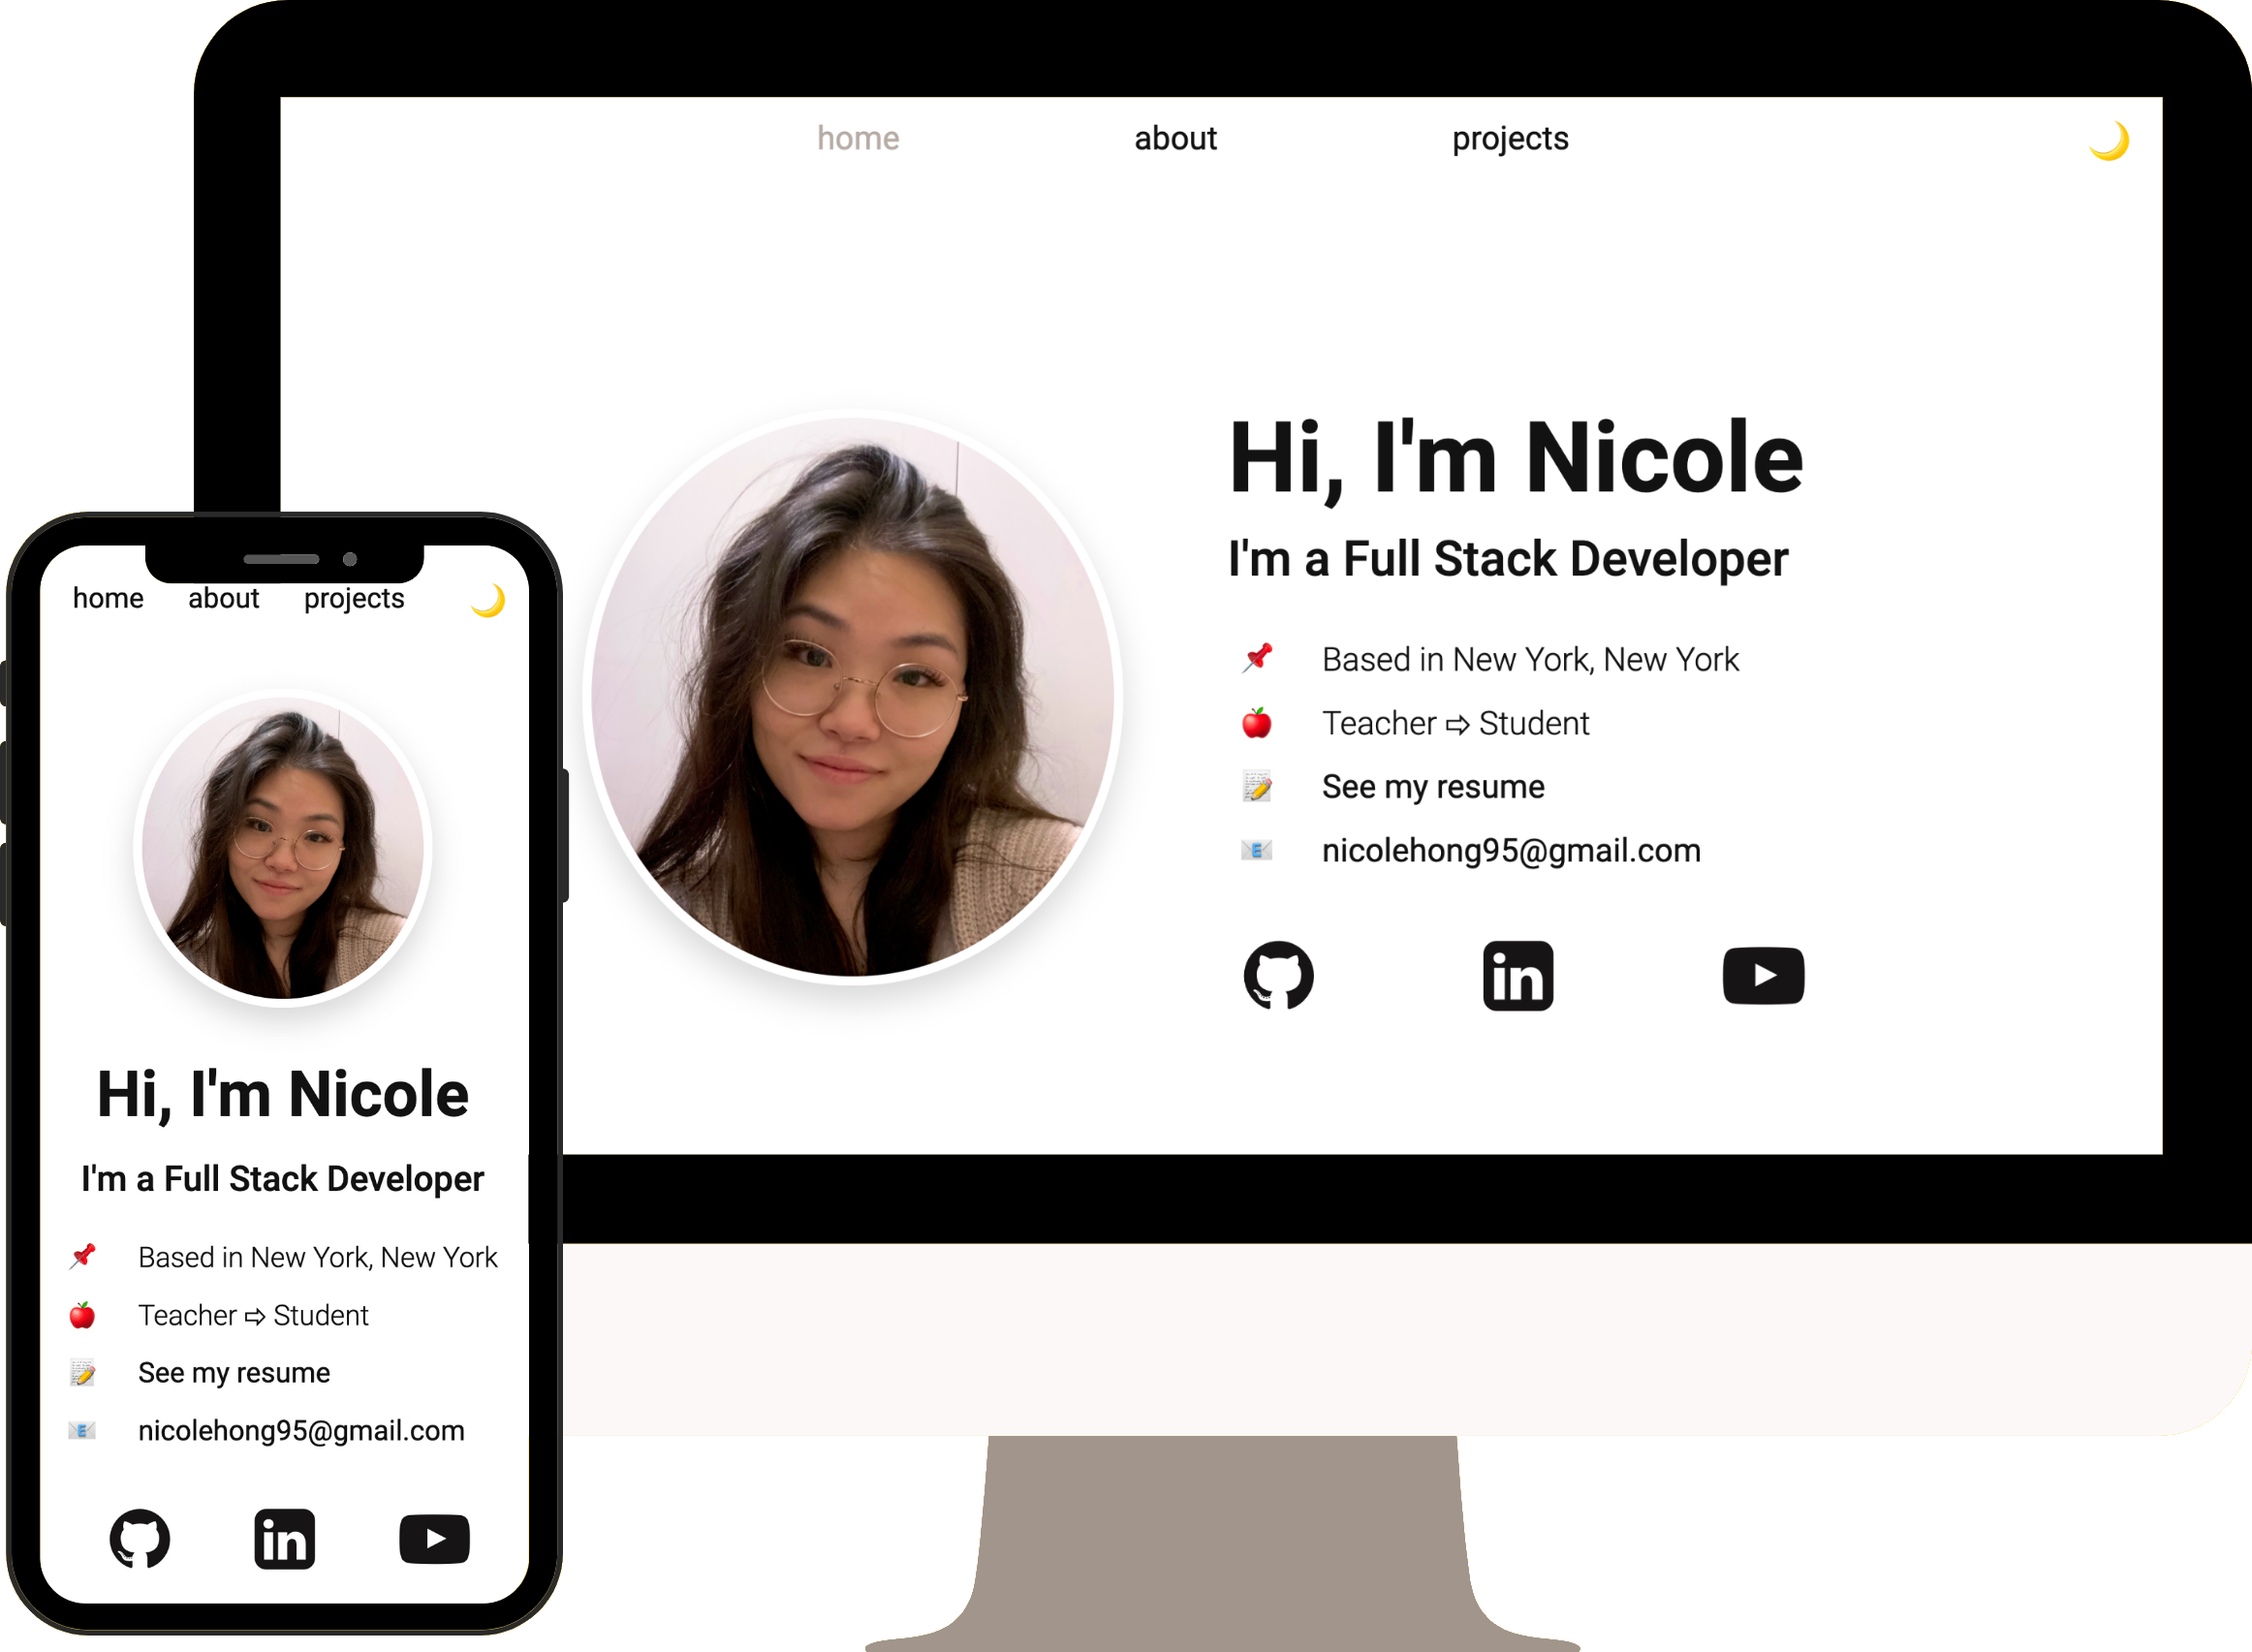 home about projects
Hi, I'm Nicole
I'm a Full Stack Developer
Based in New York, New York
Teacher ⇨ Student
See my resume
nicolehong95@gmail.com
in
home about projects
Hi, I'm Nicole
I'm a Full Stack Developer
Based in New York, New York
Teacher ⇨ Student
See my resume
nicolehong95@gmail.com
in